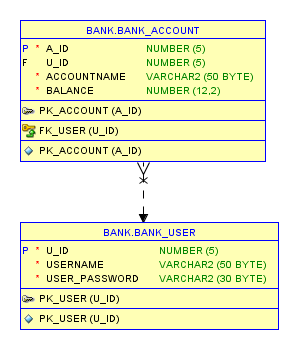 BANK.BANK_ACCOUNT
P * A_ID NUMBER (5)
F U_ID NUMBER (5)
* ACCOUNTNAME VARCHAR2 (50 BYTE)
* BALANCE NUMBER (12,2)
PK_ACCOUNT (A_ID)
FK_USER (U_ID)
PK_ACCOUNT (A_ID)
BANK.BANK_USER
P * U_ID NUMBER (5)
* USERNAME VARCHAR2 (50 BYTE)
* USER_PASSWORD VARCHAR2 (30 BYTE)
PK_USER (U_ID)
PK_USER (U_ID)